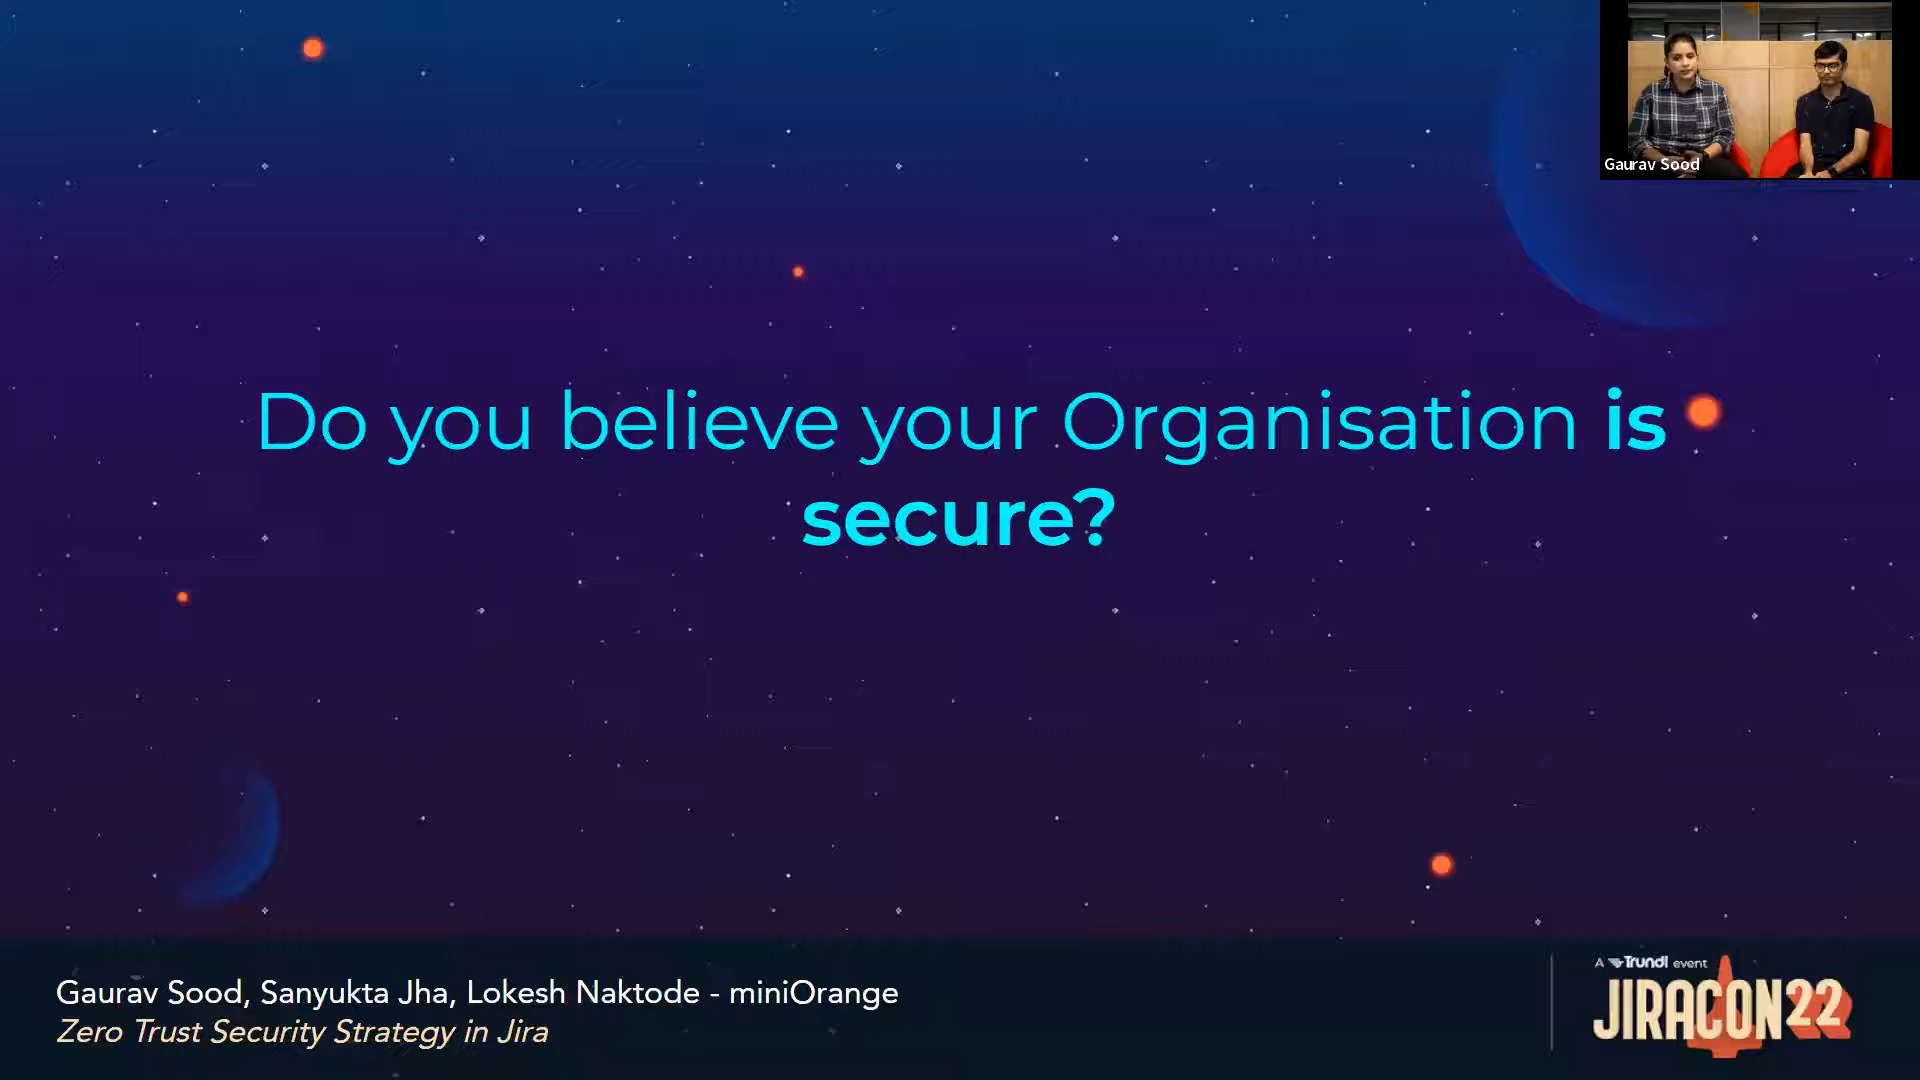 Gaurav Sood
Do you believe your Organisation is
secure?
Gaurav Sood, Sanyukta Jha, Lokesh Naktode - miniOrange
Zero Trust Security Strategy in Jira
A Trundl event
JIRACON22